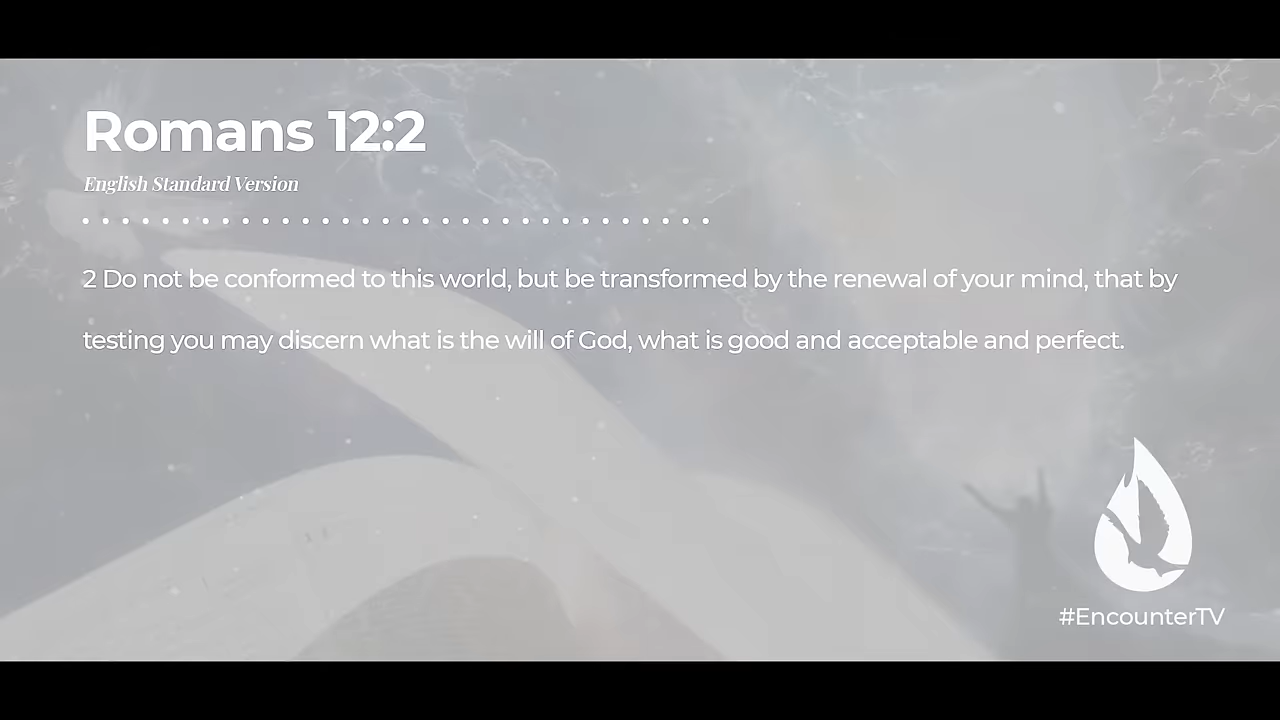 Romans 12:2
English Standard Version
2 Do not be conformed to this world, but be transformed by the renewal of your mind, that by
testing you may discern what is the will of God, what is good and acceptable and perfect.
#EncounterTV